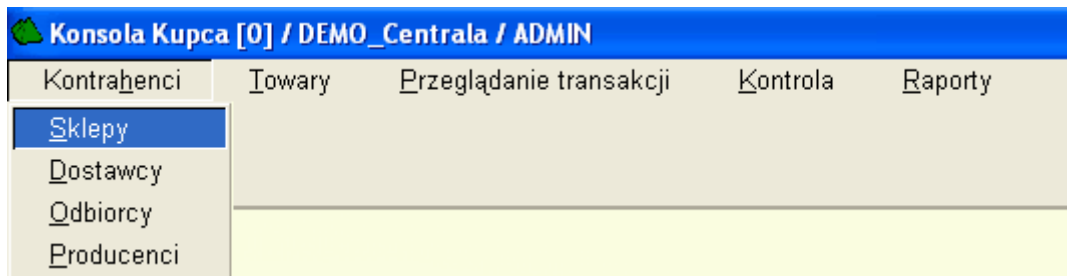 Konsola Kupca [0] / DEMO_Centrala / ADMIN
Kontrahenci Towary Przeglądanie transakcji Kontrola Raporty
Sklepy
Dostawcy
Odbiorcy
Producenci